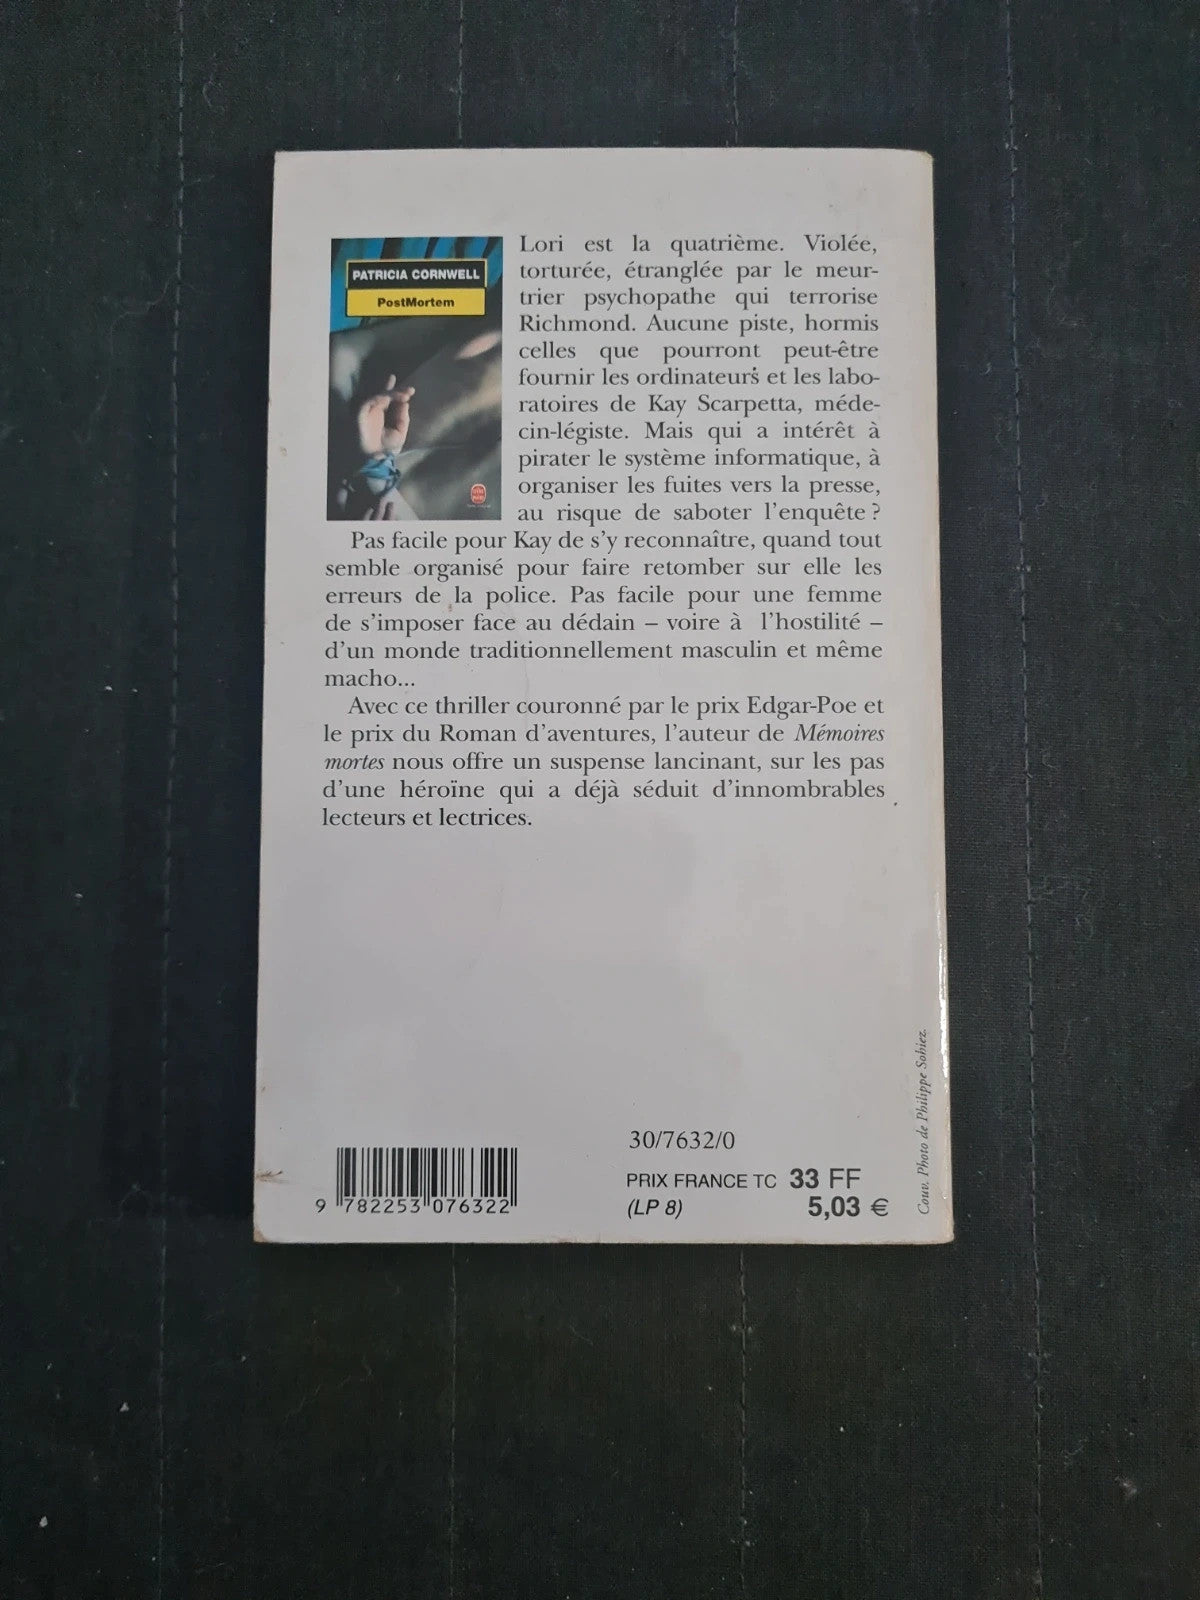 PATRICIA CORNWELL
PostMortem
Lori est la quatrième. Violée,
torturée, étranglée par le meur-
trier psychopathe qui terrorise
Richmond. Aucune piste, hormis
celles que pourront peut-être
fournir les ordinateurs et les labo-
ratoires de Kay Scarpetta, méde-
cin-légiste. Mais qui a intérêt à
pirater le système informatique, à
organiser les fuites vers la presse,
au risque de saboter l'enquête ?
Pas facile pour Kay de s'y reconnaître, quand tout
semble organisé pour faire retomber sur elle les
erreurs de la police. Pas facile pour une femme
de s'imposer face au dédain – voire à l'hostilité –
d'un monde traditionnellement masculin et même
macho...
Avec ce thriller couronné par le prix Edgar-Poe et
le prix du Roman d'aventures, l'auteur de Mémoires
mortes nous offre un suspense lancinant, sur les pas
d'une héroïne qui a déjà séduit d'innombrables
lecteurs et lectrices.
30/7632/0
PRIX FRANCE TC 33 FF
(LP 8) 5,03 €
9 782253 076322
Couv. Photo de Philippe Sohiez.